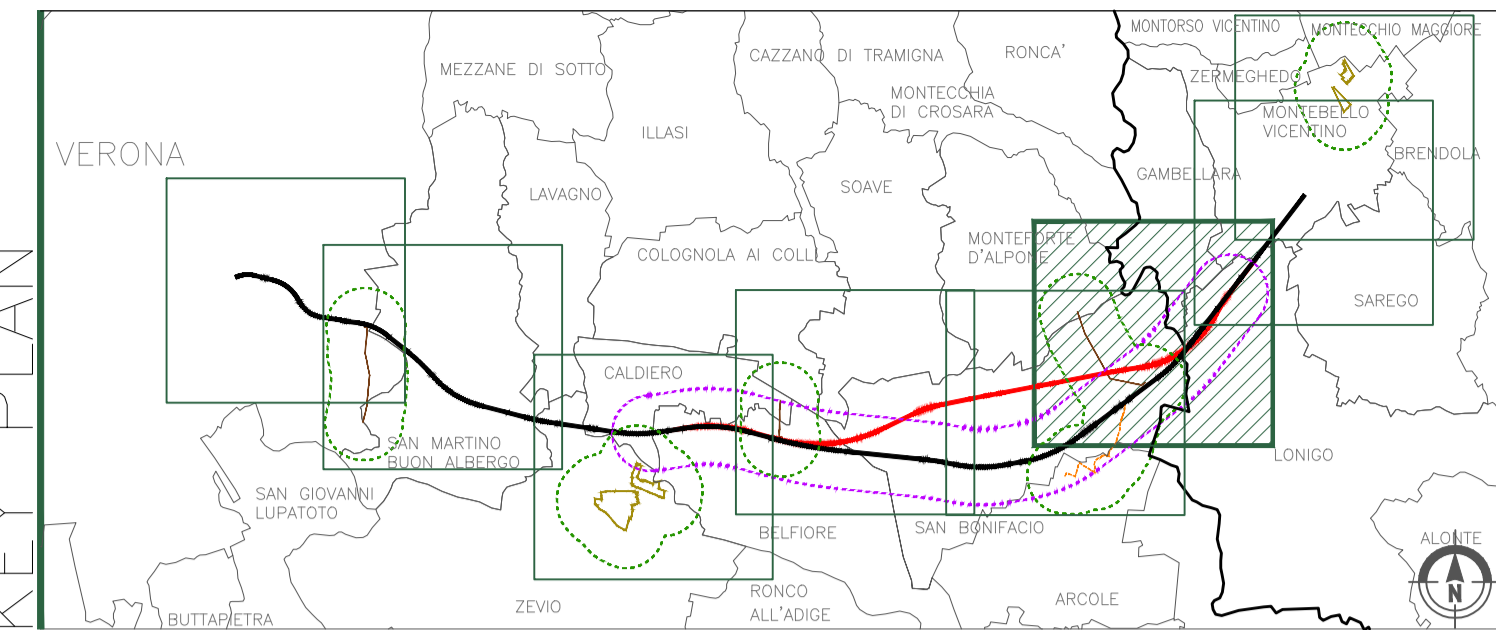 KEY PLAN
VERONA
MEZZANE DI SOTTO
CAZZANO DI TRAMIGNA
RONCA'
MONTORSO VICENTINO
MONTECCHIO MAGGIORE
ZERMEGHEDO
MONTECCHIA
DI CROSARA
MONTEBELLO
VICENTINO
ILLASI
BRENDOLA
LAVAGNO
SOAVE
GAMBELLARA
COLOGNOLA AI COLLI
MONTEFORTE
D'ALPONE
SAREGO
CALDIERO
SAN MARTINO
BUON ALBERGO
LONIGO
SAN GIOVANNI
LUPATOTO
BELFIORE
SAN BONIFACIO
ALONTE
ZEVIO
RONCO
ALL'ADIGE
ARCOLE
BUTTAPIETRA
N